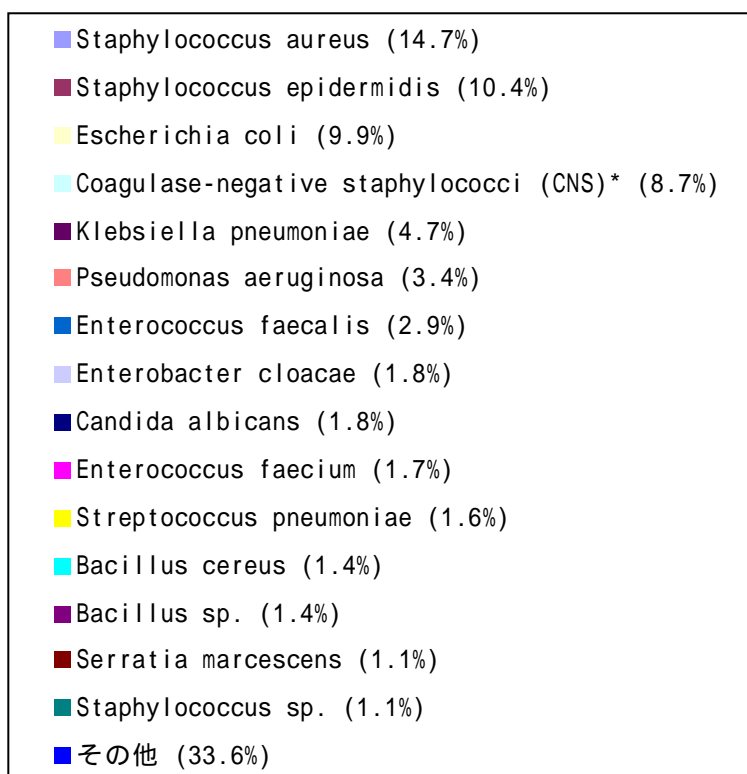 Staphylococcus aureus (14.7%)
Staphylococcus epidermidis (10.4%)
Escherichia coli (9.9%)
Coagulase-negative staphylococci (CNS)* (8.7%)
Klebsiella pneumoniae (4.7%)
Pseudomonas aeruginosa (3.4%)
Enterococcus faecalis (2.9%)
Enterobacter cloacae (1.8%)
Candida albicans (1.8%)
Enterococcus faecium (1.7%)
Streptococcus pneumoniae (1.6%)
Bacillus cereus (1.4%)
Bacillus sp. (1.4%)
Serratia marcescens (1.1%)
Staphylococcus sp. (1.1%)
その他 (33.6%)